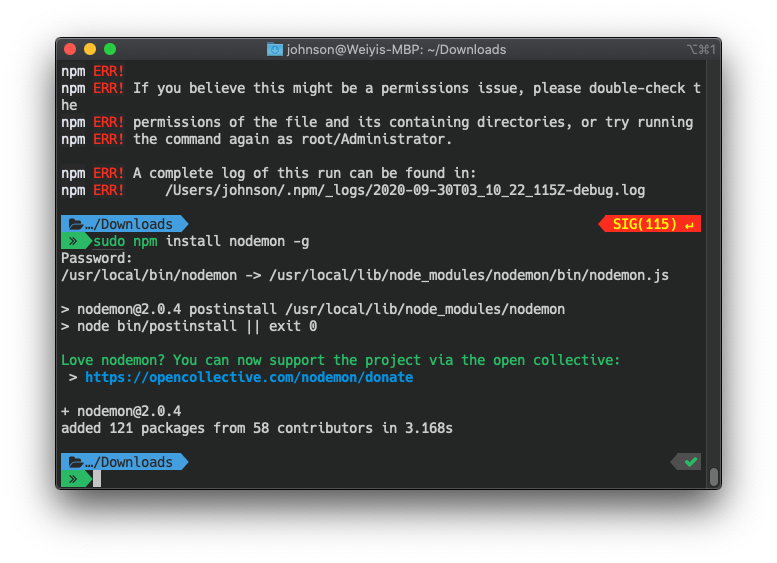 johnson@Weiyis-MBP: ~/Downloads
⌥⌘1
npm ERR!
npm ERR! If you believe this might be a permissions issue, please double-check t
he
npm ERR! permissions of the file and its containing directories, or try running
npm ERR! the command again as root/Administrator.
npm ERR! A complete log of this run can be found in:
npm ERR!     /Users/johnson/.npm/_logs/2020-09-30T03_10_22_115Z-debug.log
…/Downloads
SIG(115) ↵
» sudo npm install nodemon -g
Password:
/usr/local/bin/nodemon -> /usr/local/lib/node_modules/nodemon/bin/nodemon.js
> nodemon@2.0.4 postinstall /usr/local/lib/node_modules/nodemon
> node bin/postinstall || exit 0
Love nodemon? You can now support the project via the open collective:
 > https://opencollective.com/nodemon/donate
+ nodemon@2.0.4
added 121 packages from 58 contributors in 3.168s
…/Downloads
✔
»